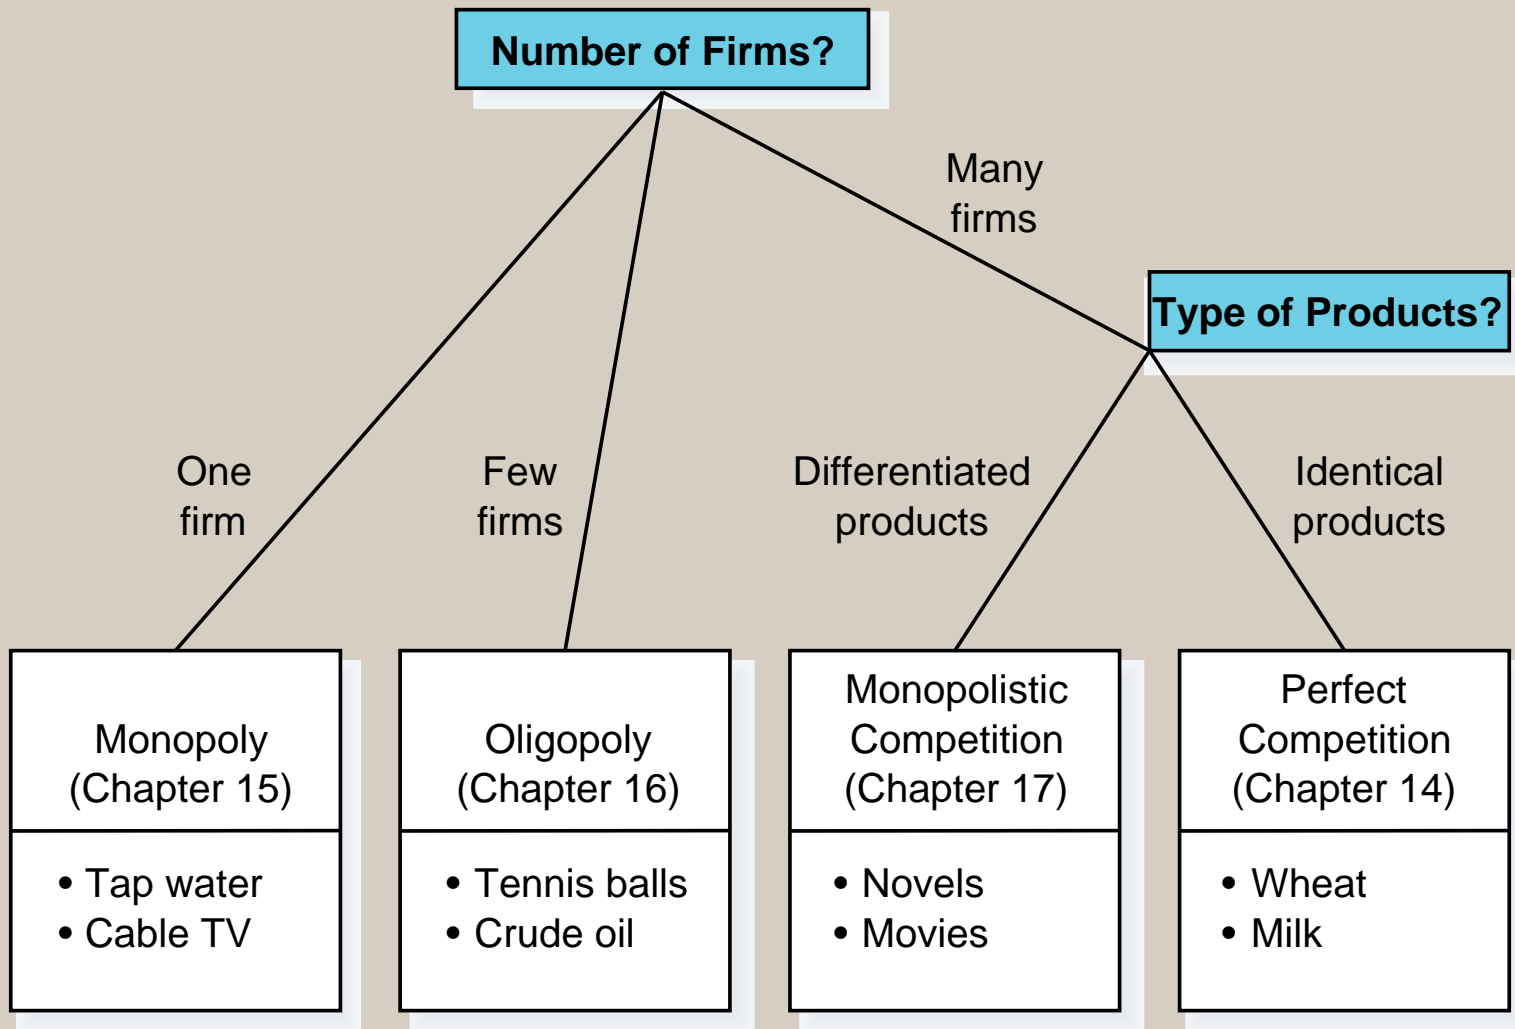 Number of Firms?
Many
firms
Type of Products?
One
firm
Few
firms
Differentiated
products
Identical
products
Monopoly
(Chapter 15)
Oligopoly
(Chapter 16)
Monopolistic
Competition
(Chapter 17)
Perfect
Competition
(Chapter 14)
• Tap water
• Cable TV
• Tennis balls
• Crude oil
• Novels
• Movies
• Wheat
• Milk